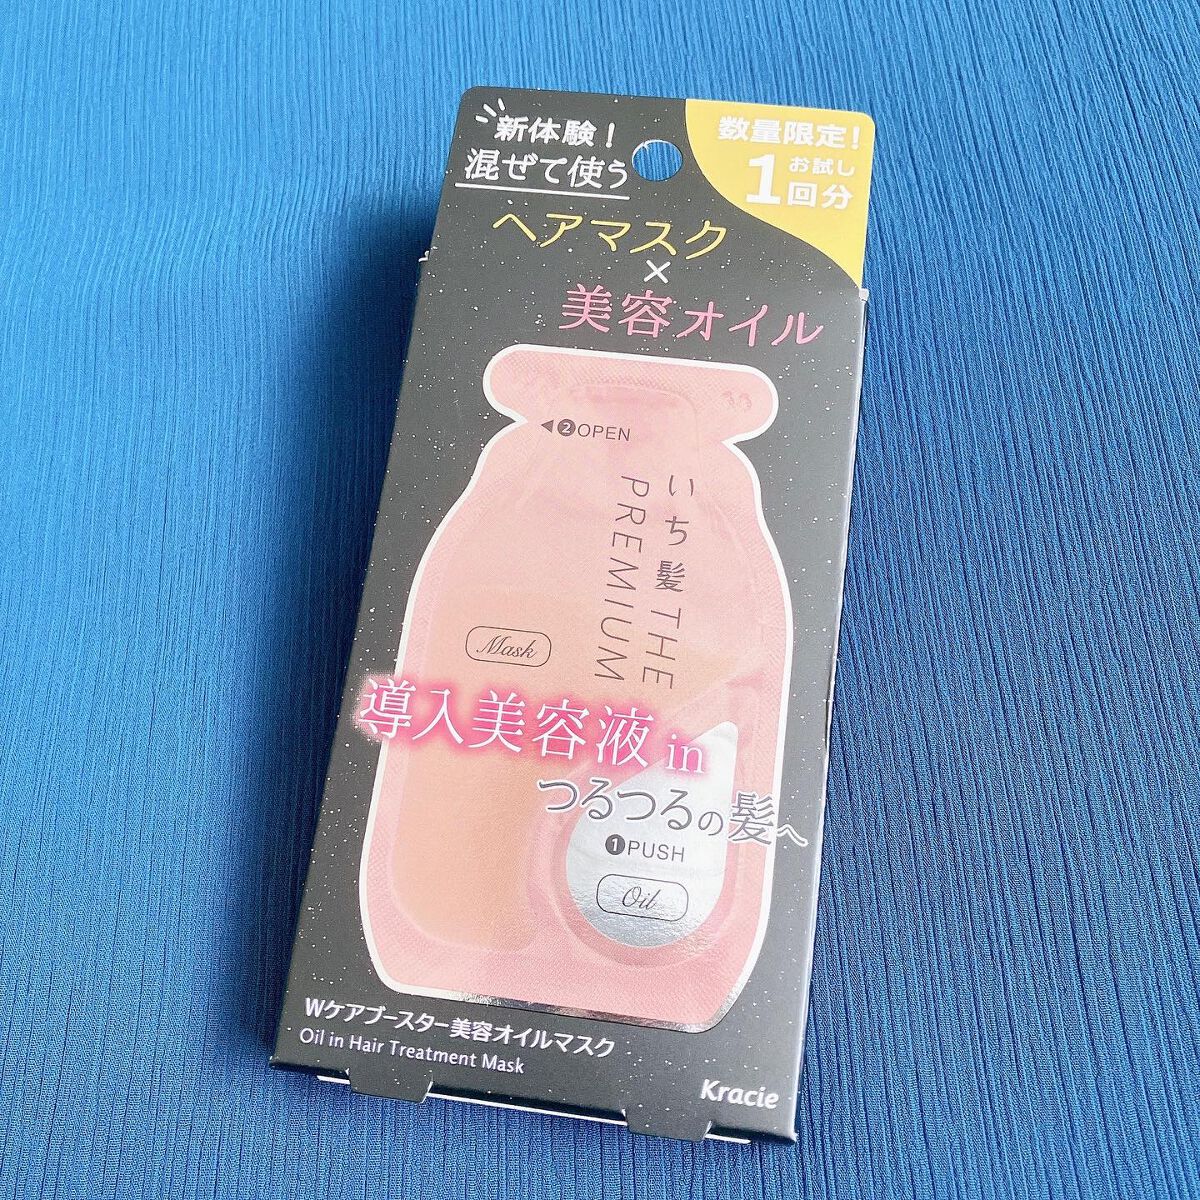 新体験!
混ぜて使う
数量限定!
お試し
1回分
ヘアマスク
×
美容オイル
◀2OPEN
いち髪 THE
PREMIUM
Mask
導入美容液 in
つるつるの髪へ
1PUSH
Oil
Wケアブースター美容オイルマスク
Oil in Hair Treatment Mask
Kracie